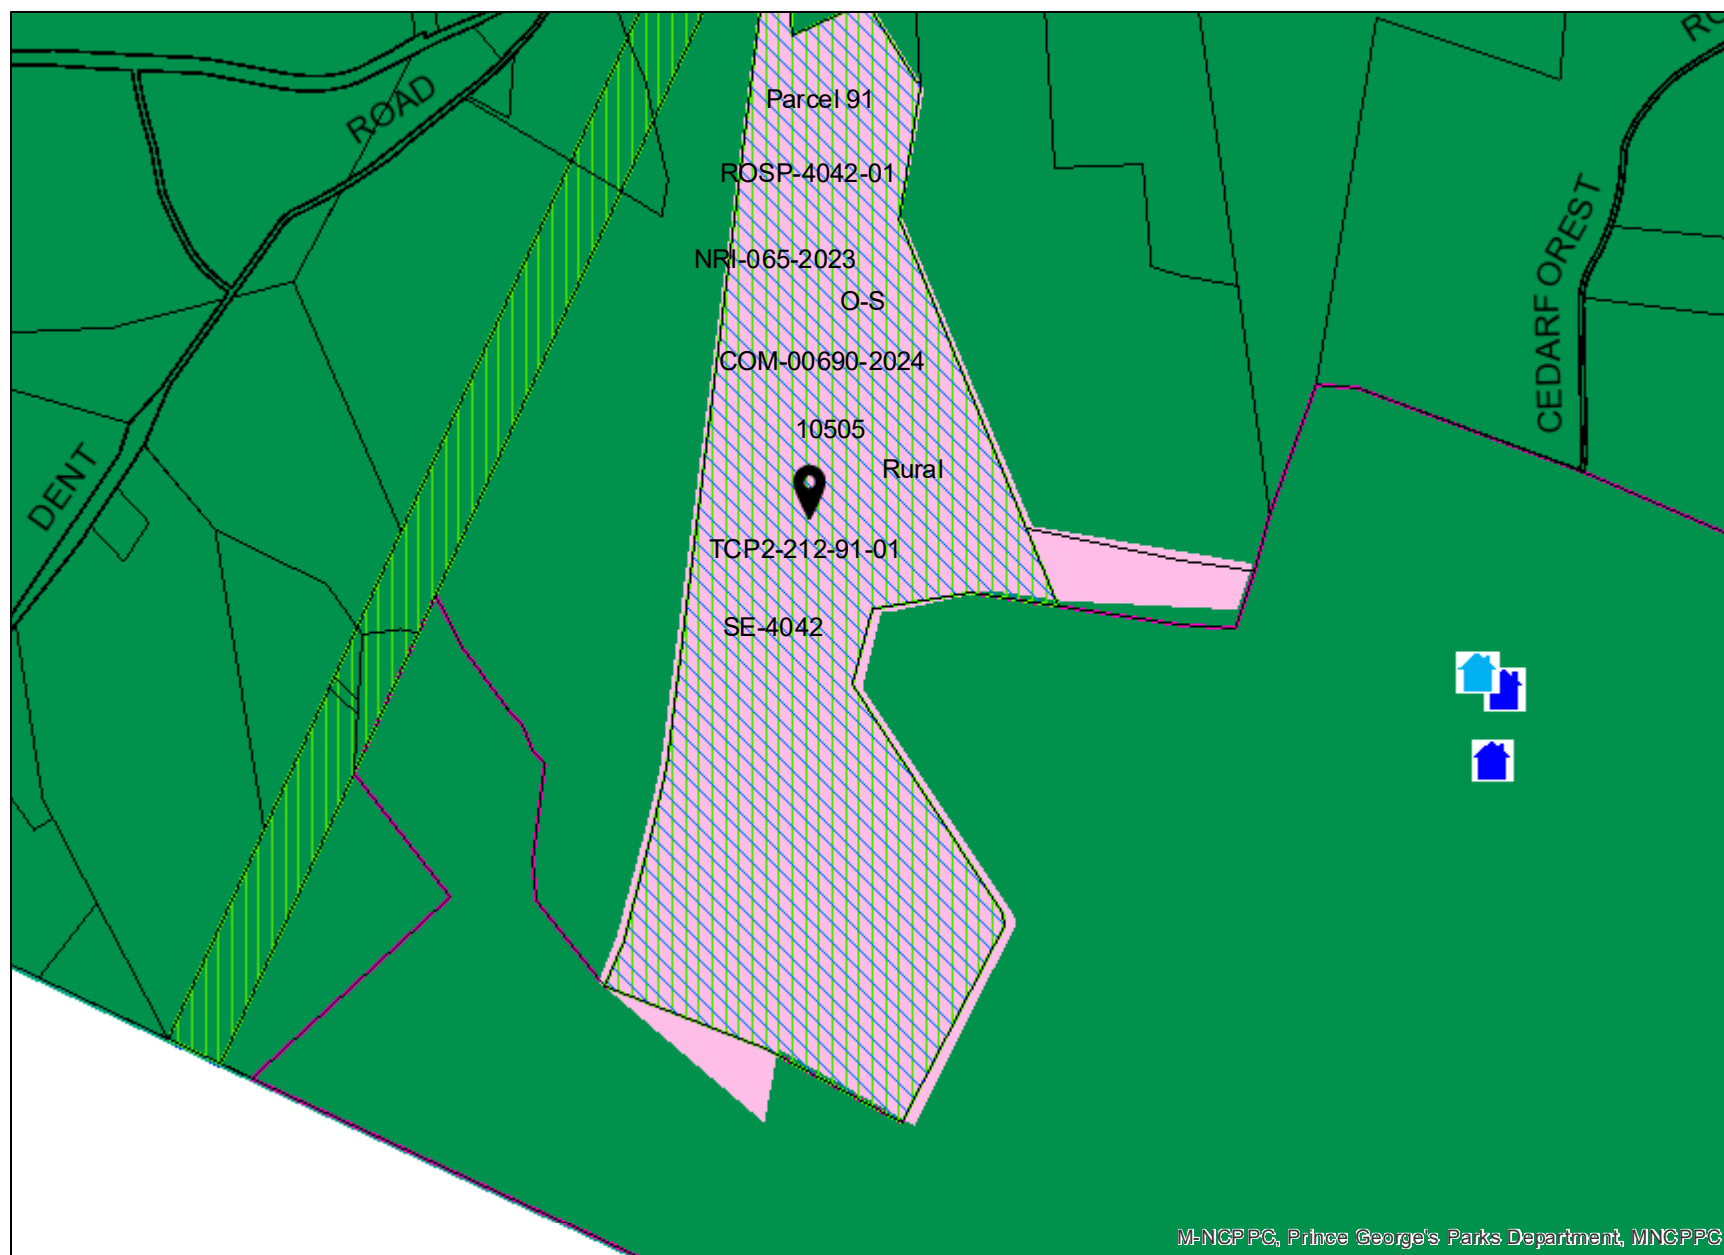 Parcel 91
ROAD
ROSP-4042-01
NRI-065-2023
O-S
COM-00690-2024
CEDARF OREST
10505
Rural
DENT
TCP2-212-91-01
SE-4042
M-NCPPC, Prince George's Parks Department, MNCPPC